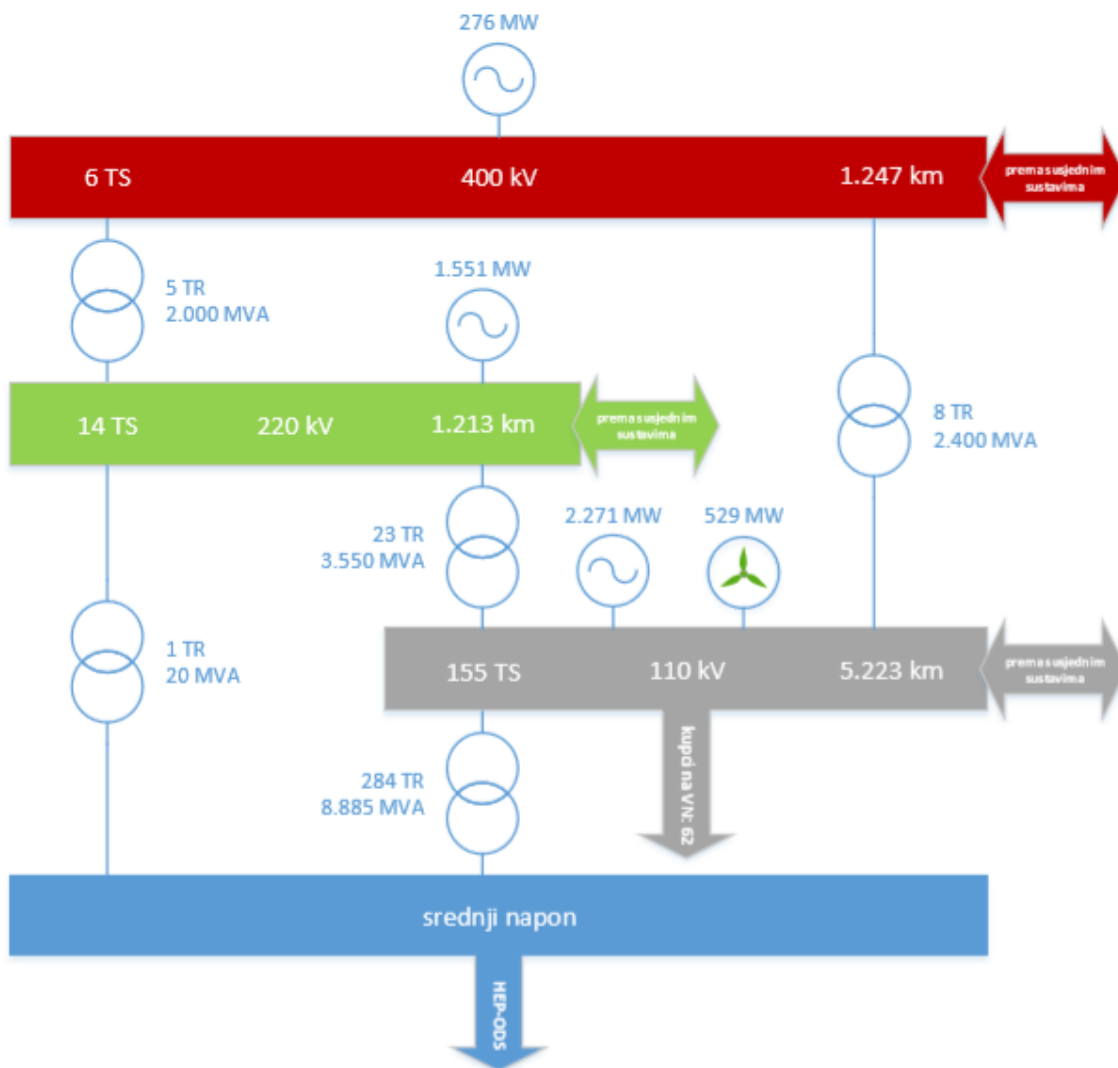 276 MW
6 TS
400 kV
1.247 km
prema susjednim
sustavima
5 TR
2.000 MVA
1.551 MW
14 TS
220 kV
1.213 km
prema susjednim
sustavima
8 TR
2.400 MVA
23 TR
3.550 MVA
2.271 MW
529 MW
1 TR
20 MVA
155 TS
110 kV
5.223 km
prema susjednim
sustavima
284 TR
8.885 MVA
kupci na VN: 62
srednji napon
HEP-ODS